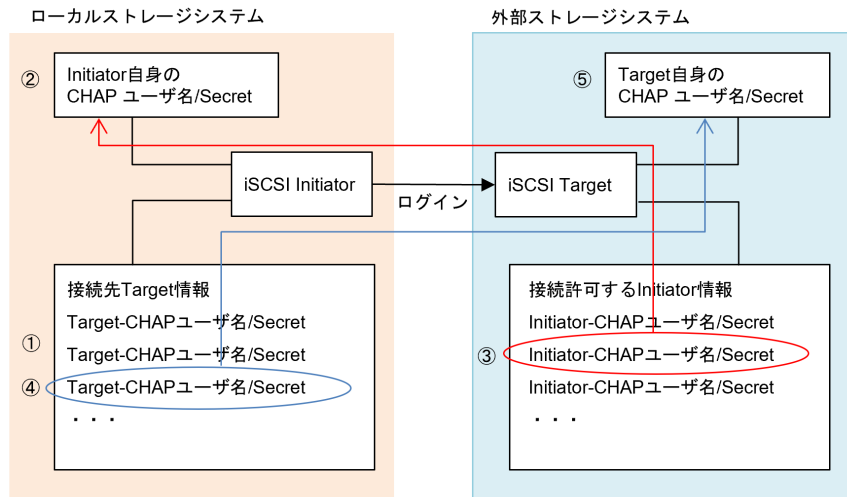 ローカルストレージシステム
外部ストレージシステム
②
Initiator自身の
CHAP ユーザ名/Secret
⑤
Target自身の
CHAP ユーザ名/Secret
iSCSI Initiator
ログイン
iSCSI Target
接続先Target情報
Target-CHAPユーザ名/Secret
①
Target-CHAPユーザ名/Secret
④
Target-CHAPユーザ名/Secret
・・・
接続許可するInitiator情報
Initiator-CHAPユーザ名/Secret
③
Initiator-CHAPユーザ名/Secret
Initiator-CHAPユーザ名/Secret
・・・